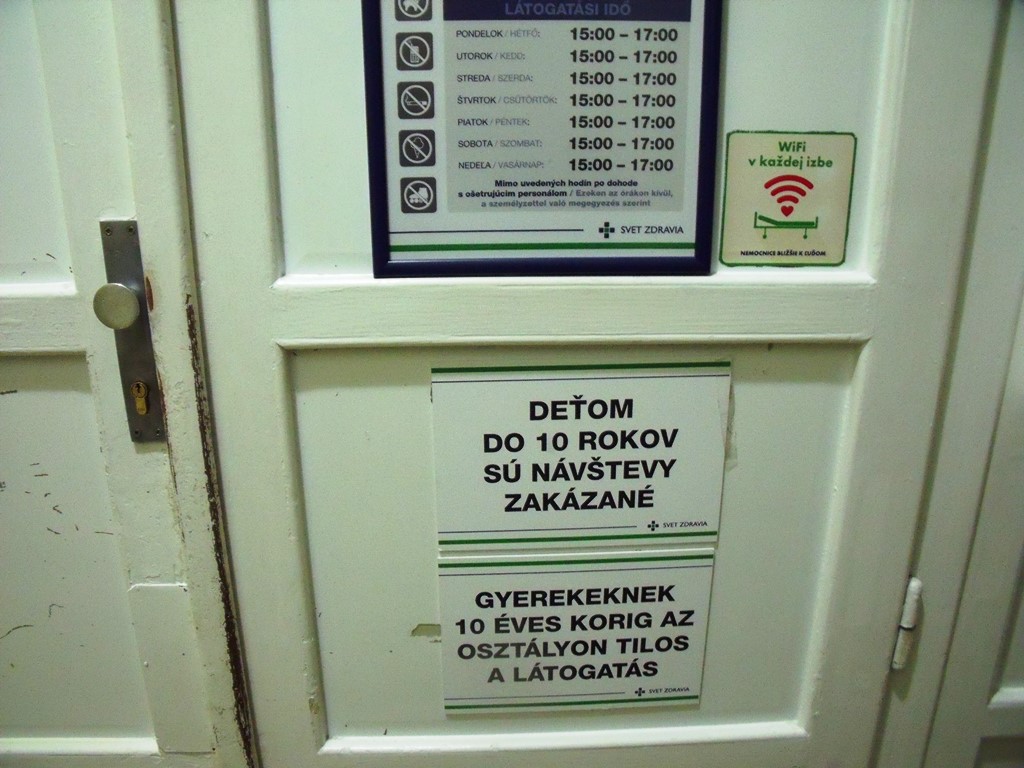 LÁTOGATÁSI IDŐ
PONDELOK / HÉTFŐ: 15:00 – 17:00
UTOROK / KEDD: 15:00 – 17:00
STREDA / SZERDA: 15:00 – 17:00
ŠTVRTOK / CSÜTÖRTÖK: 15:00 – 17:00
PIATOK / PÉNTEK: 15:00 – 17:00
SOBOTA / SZOMBAT: 15:00 – 17:00
NEDEĽA / VASÁRNAP: 15:00 – 17:00
Mimo uvedených hodín po dohode
s ošetrujúcim personálom / Ezeken az órákon kívül,
a személyzettel való megegyezés szerint
SVET ZDRAVIA
WiFi
v každej izbe
NEMOCNICE BLIŽŠIE K ĽUĎOM
DEŤOM
DO 10 ROKOV
SÚ NÁVŠTEVY
ZAKÁZANÉ
SVET ZDRAVIA
GYEREKEKNEK
10 ÉVES KORIG AZ
OSZTÁLYON TILOS
A LÁTOGATÁS
SVET ZDRAVIA